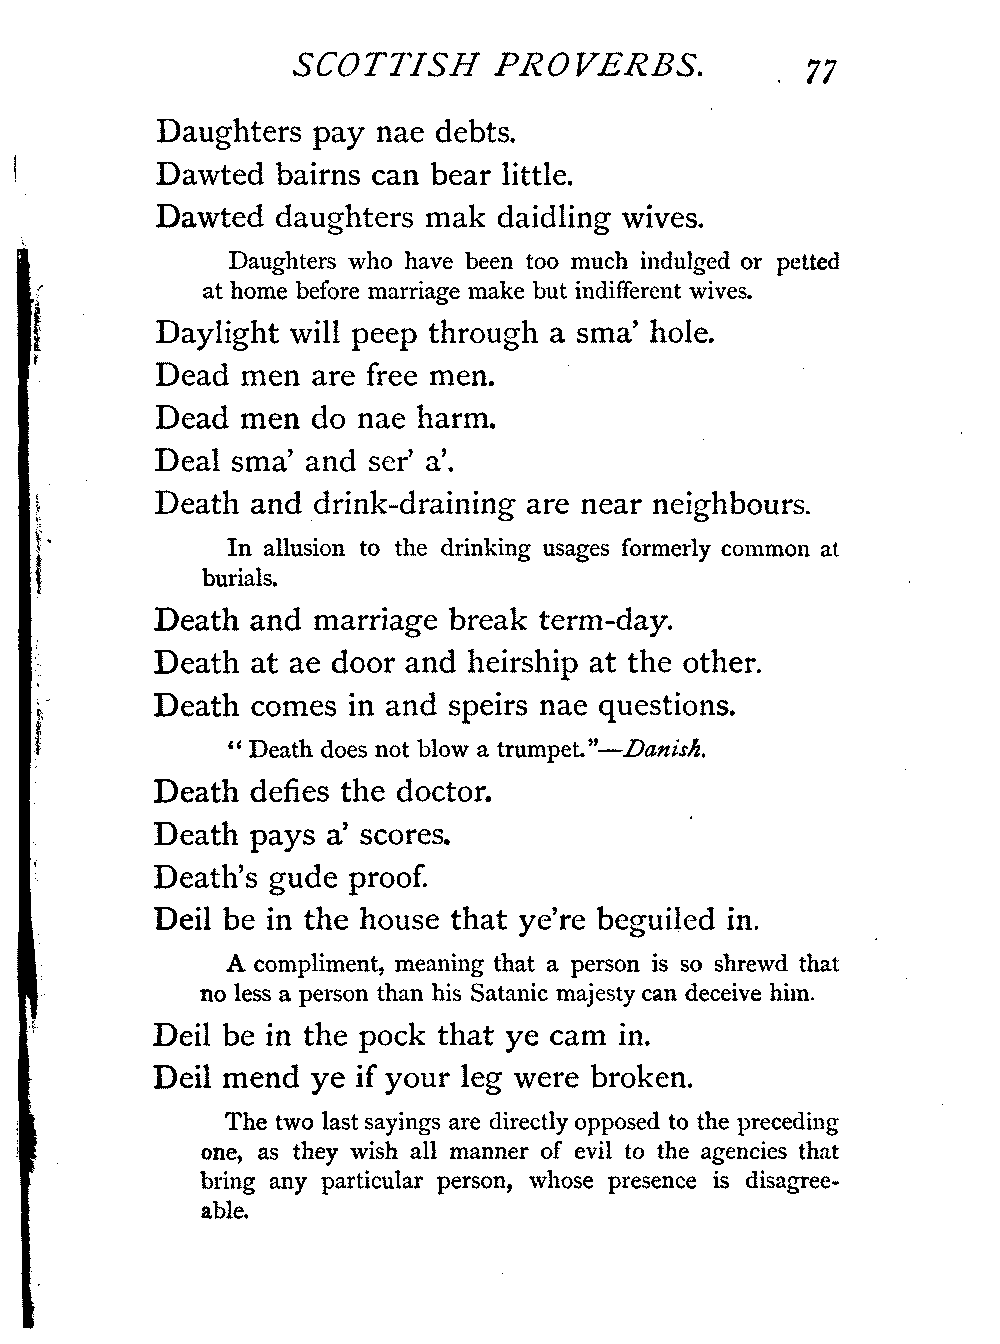 SCOTTISH PROVERBS. 77
Daughters pay nae debts.
Dawted bairns can bear little.
Dawted daughters mak daidling wives.
Daughters who have been too much indulged or petted
at home before marriage make but indifferent wives.
Daylight will peep through a sma’ hole.
Dead men are free men.
Dead men do nae harm.
Deal sma’ and ser’ a’.
Death and drink-draining are near neighbours.
In allusion to the drinking usages formerly common at
burials.
Death and marriage break term-day.
Death at ae door and heirship at the other.
Death comes in and speirs nae questions.
“ Death does not blow a trumpet.”—Danish.
Death defies the doctor.
Death pays a’ scores.
Death’s gude proof.
Deil be in the house that ye’re beguiled in.
A compliment, meaning that a person is so shrewd that
no less a person than his Satanic majesty can deceive him.
Deil be in the pock that ye cam in.
Deil mend ye if your leg were broken.
The two last sayings are directly opposed to the preceding
one, as they wish all manner of evil to the agencies that
bring any particular person, whose presence is disagree-
able.